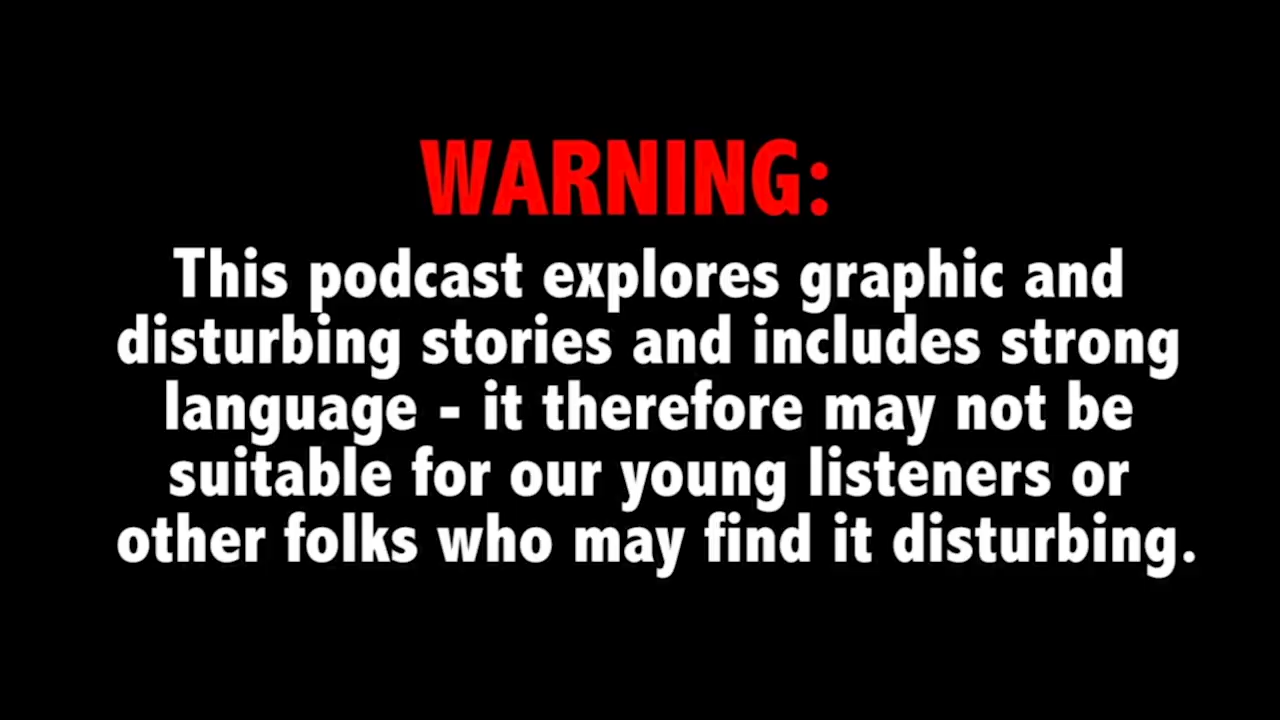 WARNING:
This podcast explores graphic and
disturbing stories and includes strong
language - it therefore may not be
suitable for our young listeners or
other folks who may find it disturbing.